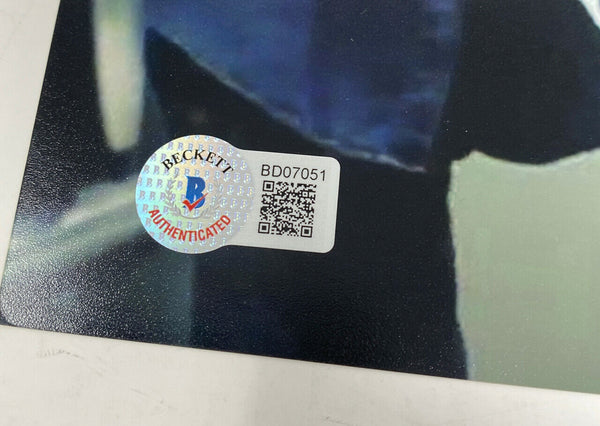 BECKETT
B
AUTHENTICATED
BD07051